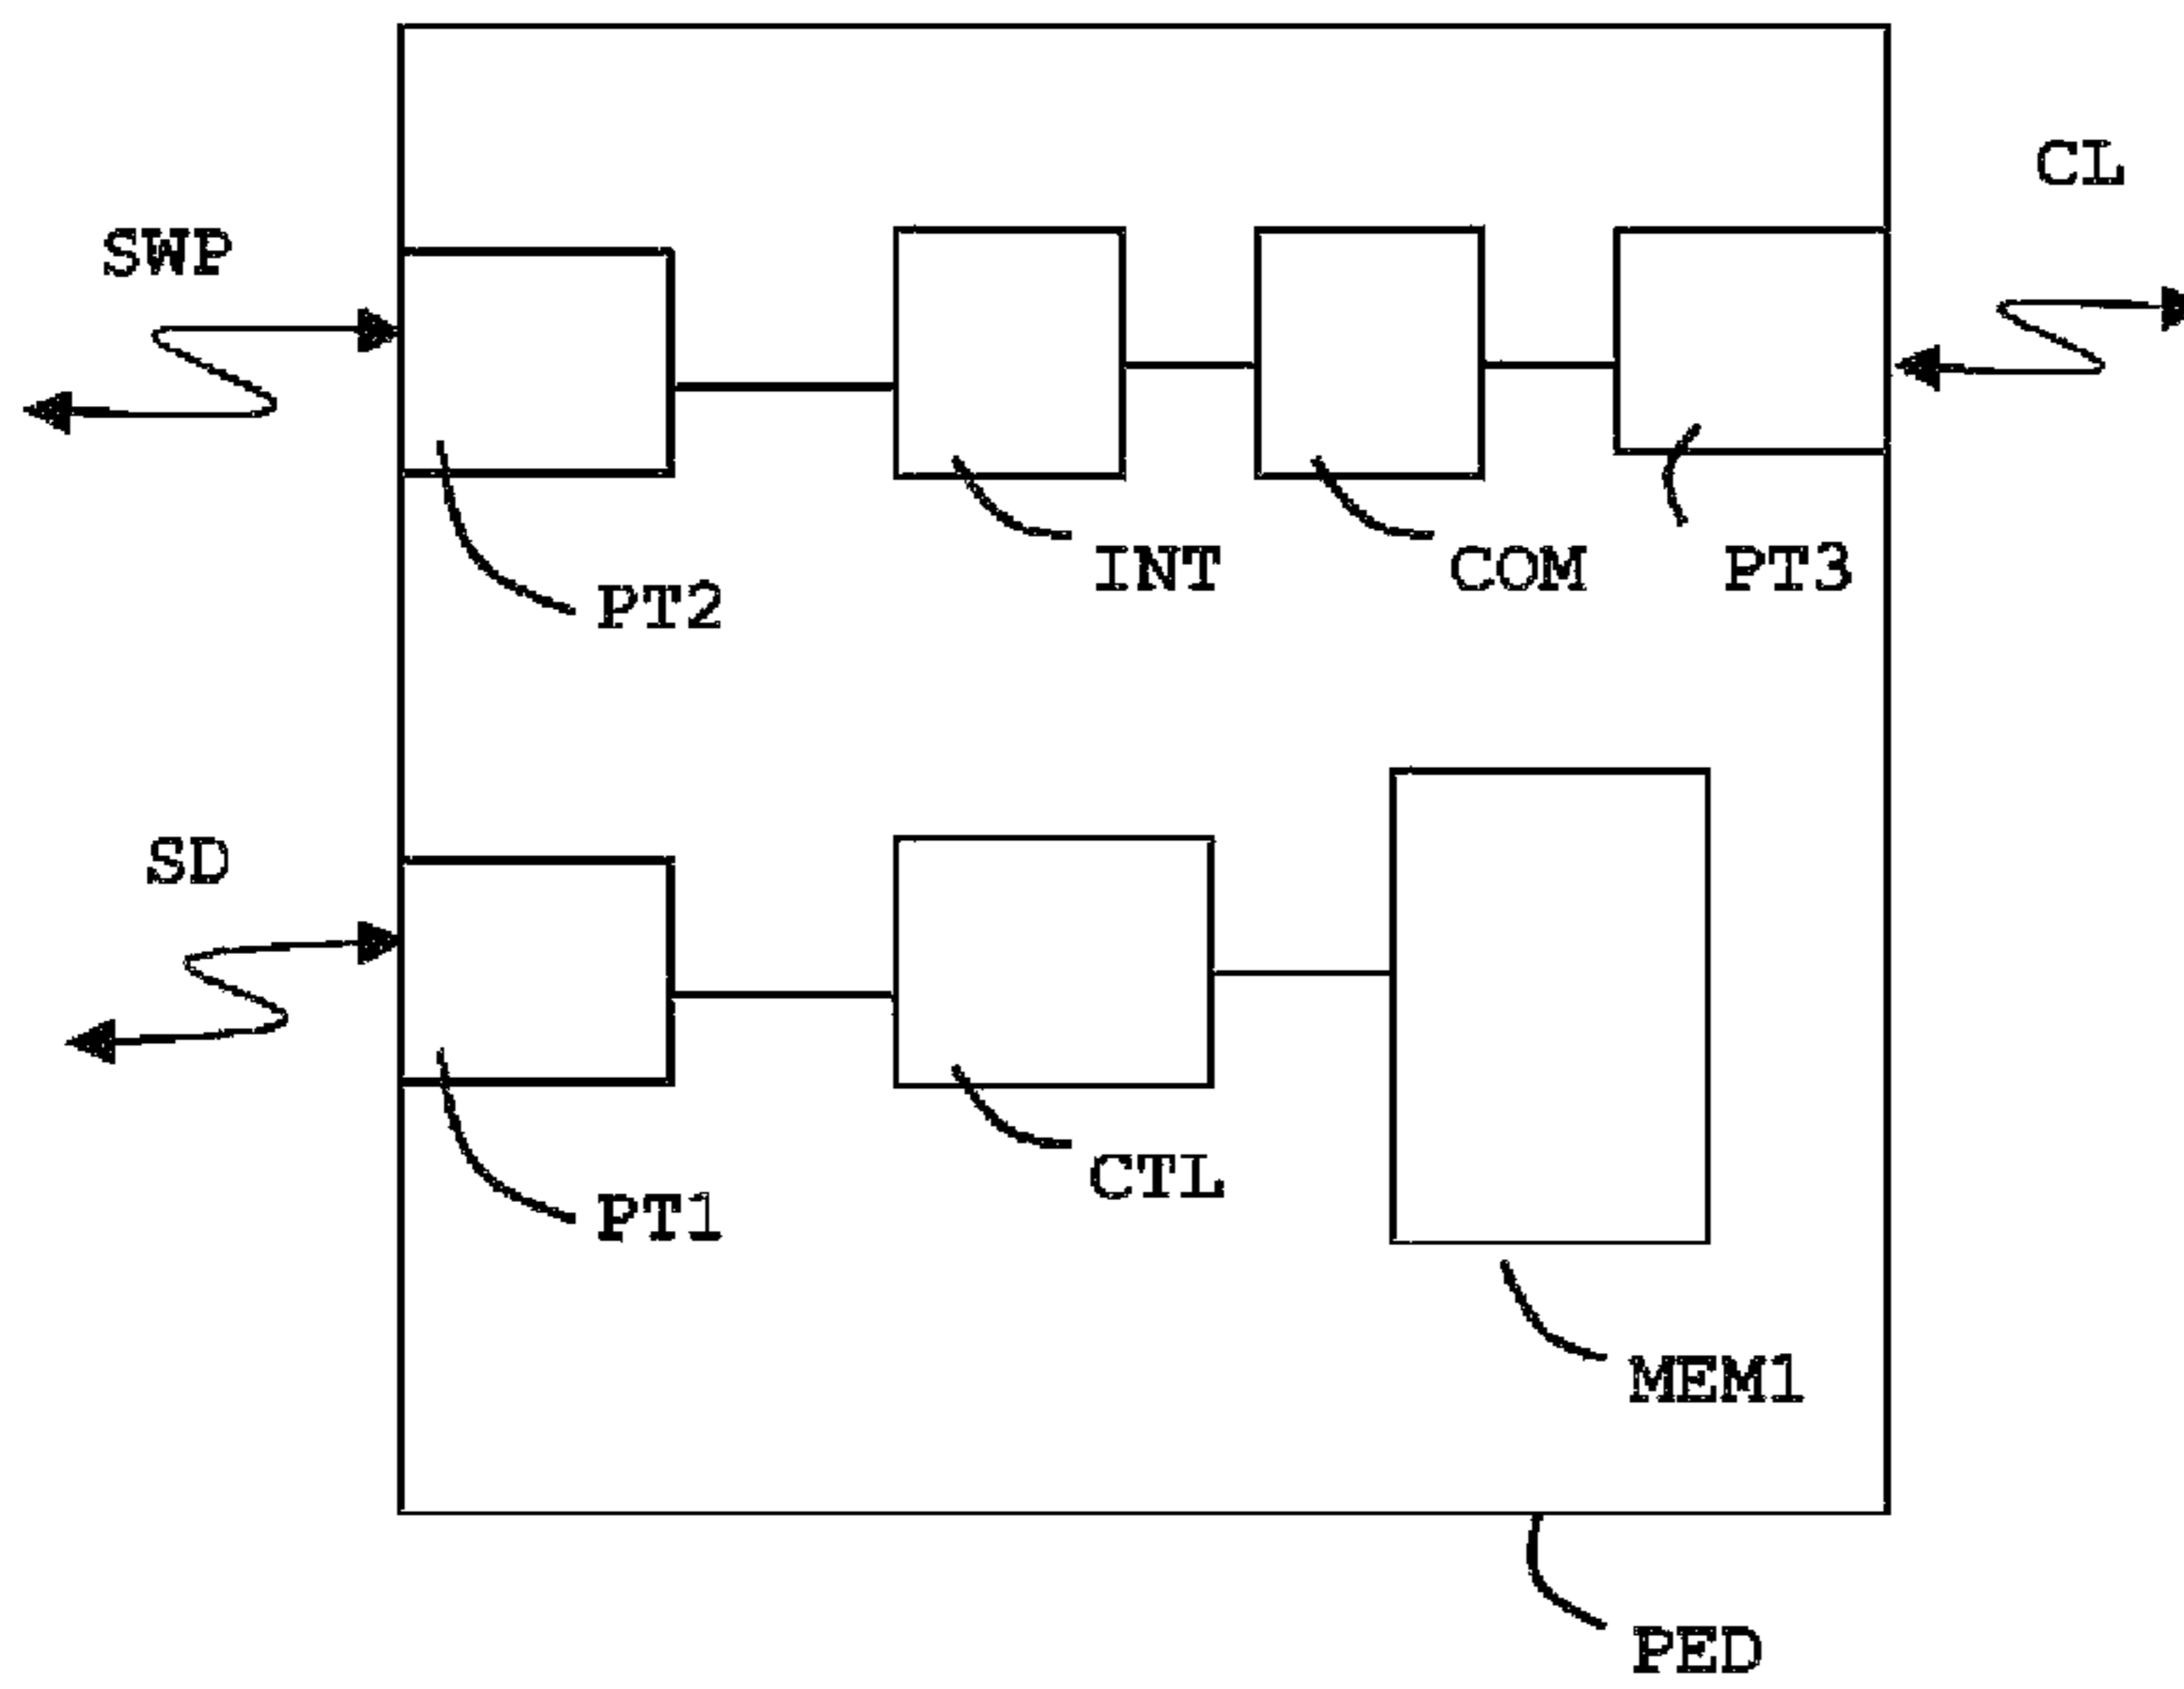 CL
SWP
INT
COM
PT3
PT2
SD
CTL
PT1
MEM1
PED